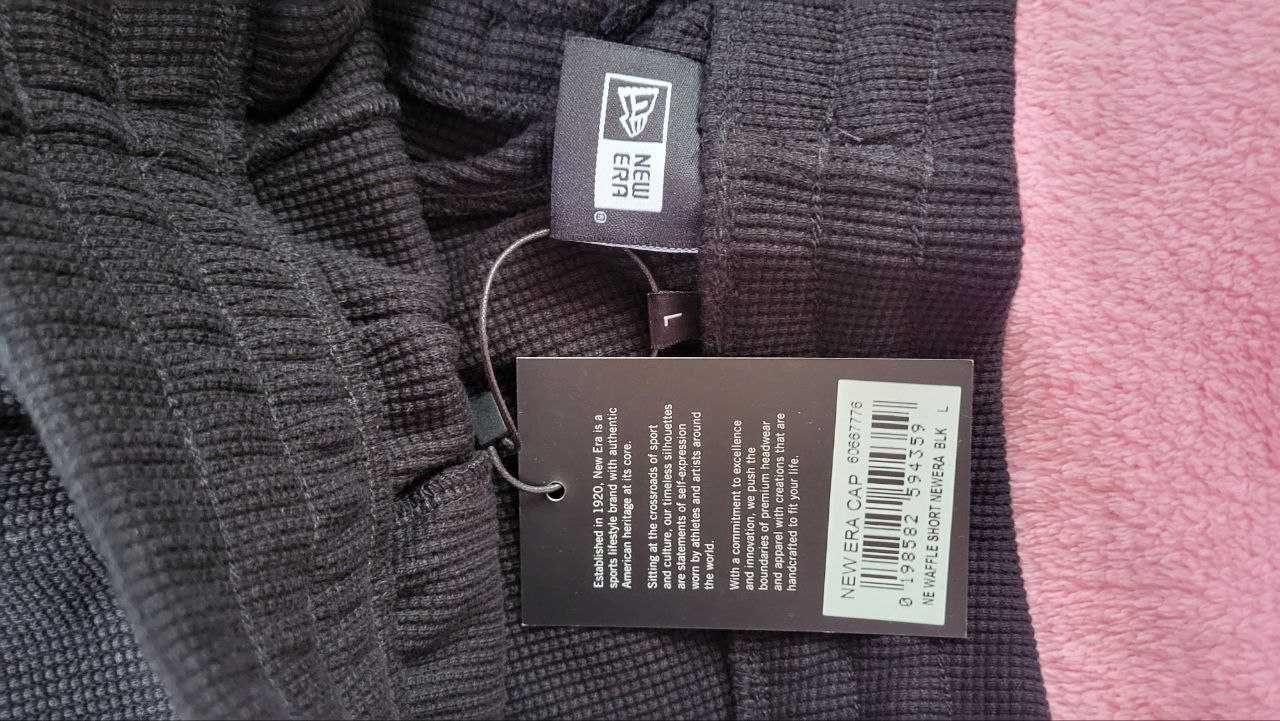 NEW
ERA
®
L
Established in 1920, New Era is a
sports lifestyle brand with authentic
American heritage at its core.
Sitting at the crossroads of sport
and culture, our timeless silhouettes
are statements of self-expression
worn by athletes and artists around
the world.
With a commitment to excellence
and innovation, we push the
boundaries of premium headwear
and apparel with creations that are
handcrafted to fit your life.
NEW ERA CAP 60667776
0 198582 594359
NE WAFFLE SHORT NEWERA BLK L